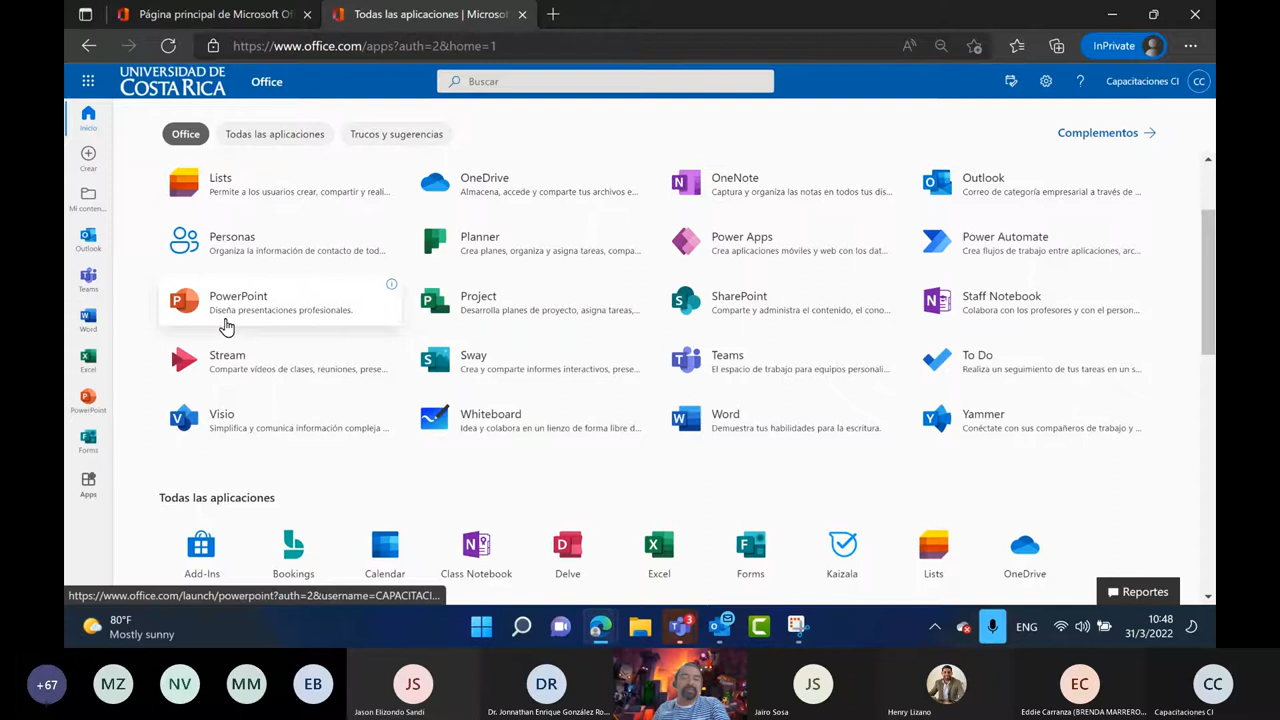 Página principal de Microsoft Of
Todas las aplicaciones | Microsof
https://www.office.com/apps?auth=2&home=1
InPrivate
UNIVERSIDAD DE
COSTA RICA
Office
Buscar
Capacitaciones CI
CC
Inicio
Crear
Mi conten...
Outlook
Teams
Word
Excel
PowerPoint
Forms
Apps
Office
Todas las aplicaciones
Trucos y sugerencias
Complementos
Lists
Permite a los usuarios crear, compartir y reali...
OneDrive
Almacena, accede y comparte tus archivos e...
OneNote
Captura y organiza las notas en todos tus dis...
Outlook
Correo de categoría empresarial a través de ...
Personas
Organiza la información de contacto de tod...
Planner
Cree planes, organiza y asigna tareas, compa...
Power Apps
Crea aplicaciones móviles y web con los dat...
Power Automate
Crea flujos de trabajo entre aplicaciones, arc...
PowerPoint
Diseña presentaciones profesionales.
Project
Desarrolla planes de proyecto, asigna tareas,...
SharePoint
Comparte y administra el contenido, el cono...
Staff Notebook
Colabora con los profesores y con el person...
Stream
Comparte vídeos de clases, reuniones, prese...
Sway
Crea y comparte informes interactivos, prese...
Teams
El espacio de trabajo para equipos personali...
To Do
Realiza un seguimiento de tus tareas en un s...
Visio
Simplifica y comunica información compleja ...
Whiteboard
Idea y colabora en un lienzo de forma libre d...
Word
Demuestra tus habilidades para la escritura.
Yammer
Conéctate con sus compañeros de trabajo y ...
Todas las aplicaciones
Add-Ins
Bookings
Calendar
Class Notebook
Delve
Excel
Forms
Kaizala
Lists
OneDrive
https://www.office.com/launch/powerpoint?auth=2&username=CAPACITACI...
Reportes
80°F
Mostly sunny
3
ENG
10:48
31/3/2022
+67
MZ
NV
MM
EB
JS
Jason Elizondo Sandí
DR
Dr. Jonnathan Enrique González Ro...
JS
Jairo Sosa
Henry Lizano
EC
Eddie Carranza (BRENDA MARRERO...
CC
Capacitaciones CI